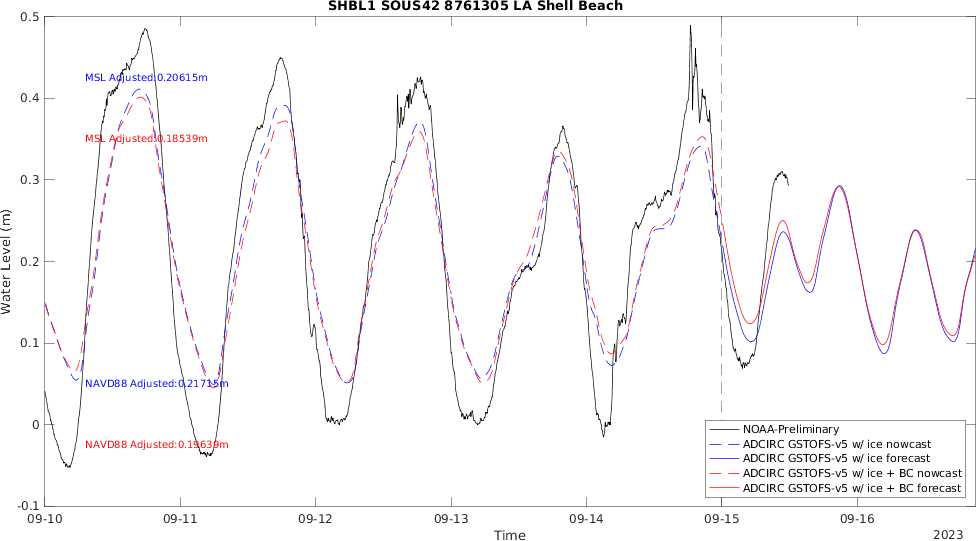 SHBL1 SOUS42 8761305 LA Shell Beach
0.5
0.4
0.3
0.2
0.1
0
-0.1
Water Level (m)
MSL Adjusted:0.20615m
MSL Adjusted:0.18539m
NAVD88 Adjusted:0.21715m
NAVD88 Adjusted:0.19639m
NOAA-Preliminary
ADCIRC GSTOFS-v5 w/ ice nowcast
ADCIRC GSTOFS-v5 w/ ice forecast
ADCIRC GSTOFS-v5 w/ ice + BC nowcast
ADCIRC GSTOFS-v5 w/ ice + BC forecast
09-10 09-11 09-12 09-13 09-14 09-15 09-16
Time
2023